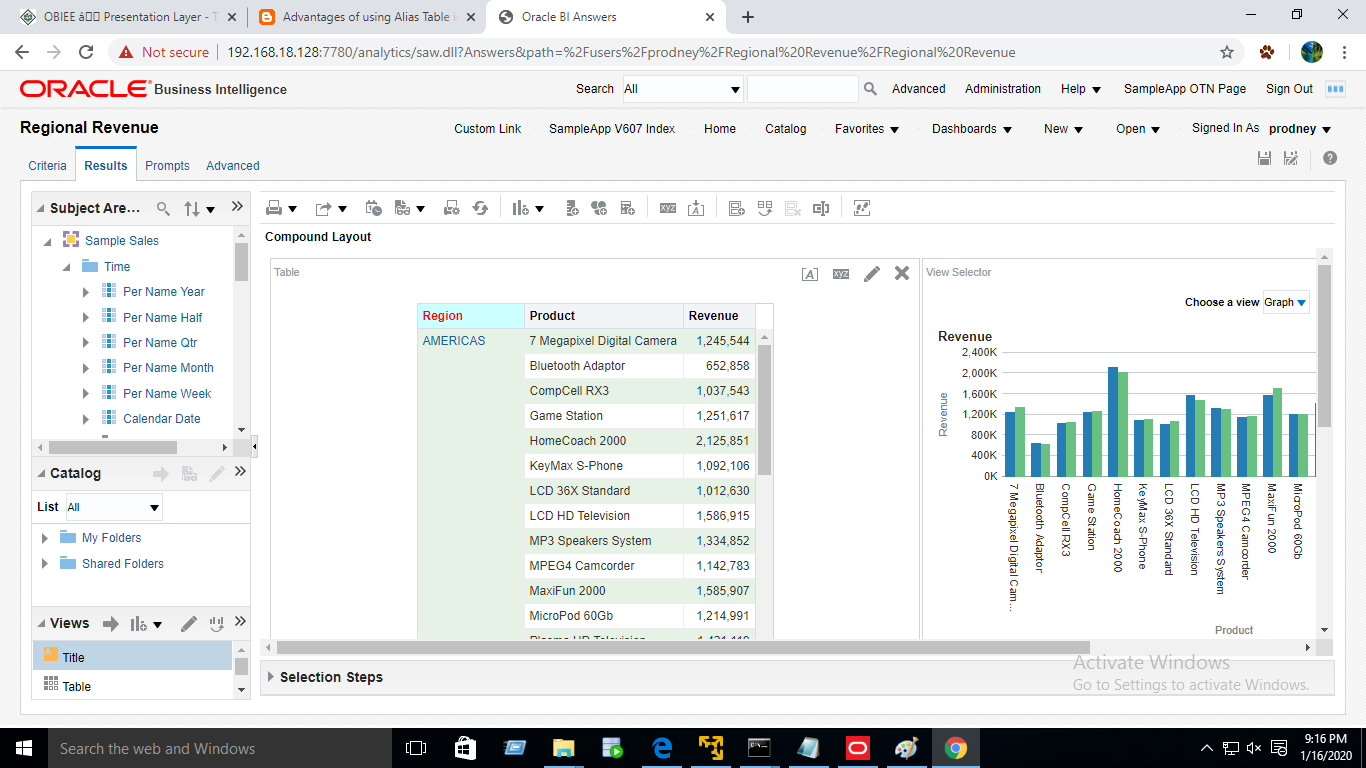 OBIEE â Presentation Layer - T
Advantages of using Alias Table i
Oracle BI Answers
Not secure
192.168.18.128:7780/analytics/saw.dll?Answers&path=%2Fusers%2Fprodney%2FRegional%20Revenue%2FRegional%20Revenue
ORACLE Business Intelligence
Search All Advanced Administration Help SampleApp OTN Page Sign Out
Regional Revenue
Custom Link SampleApp V607 Index Home Catalog Favorites Dashboards New Open Signed In As prodney
Criteria Results Prompts Advanced
Subject Are...
Sample Sales
Time
Per Name Year
Per Name Half
Per Name Qtr
Per Name Month
Per Name Week
Calendar Date
Catalog
List All
My Folders
Shared Folders
Views
Title
Table
Compound Layout
Table
Region Product Revenue
AMERICAS 7 Megapixel Digital Camera 1,245,544
Bluetooth Adaptor 652,858
CompCell RX3 1,037,543
Game Station 1,251,617
HomeCoach 2000 2,125,851
KeyMax S-Phone 1,092,106
LCD 36X Standard 1,012,630
LCD HD Television 1,586,915
MP3 Speakers System 1,334,852
MPEG4 Camcorder 1,142,783
MaxiFun 2000 1,585,907
MicroPod 60Gb 1,214,991
Plasma HD Television
View Selector
Choose a view Graph
Revenue
2,400K
2,000K
1,600K
1,200K
800K
400K
0K
Revenue
7 Megapixel Digital Cam...
Bluetooth Adaptor
CompCell RX3
Game Station
HomeCoach 2000
KeyMax S-Phone
LCD 36X Standard
LCD HD Television
MP3 Speakers System
MPEG4 Camcorder
MaxiFun 2000
MicroPod 60Gb
Product
Selection Steps
Activate Windows
Go to Settings to activate Windows.
Search the web and Windows
9:16 PM
1/16/2020